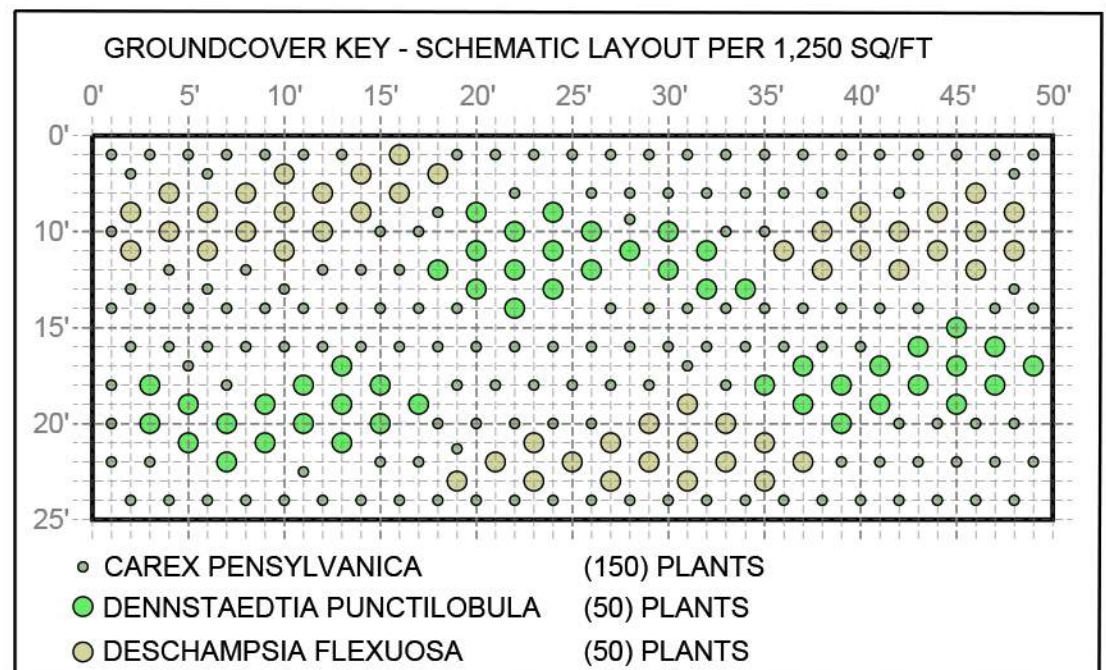 GROUNDCOVER KEY - SCHEMATIC LAYOUT PER 1,250 SQ/FT
0' 5' 10' 15' 20' 25' 30' 35' 40' 45' 50'
0'
10'
15'
20'
25'
CAREX PENSYLVANICA (150) PLANTS
DENNSTAEDTIA PUNCTILOBULA (50) PLANTS
DESCHAMPSIA FLEXUOSA (50) PLANTS